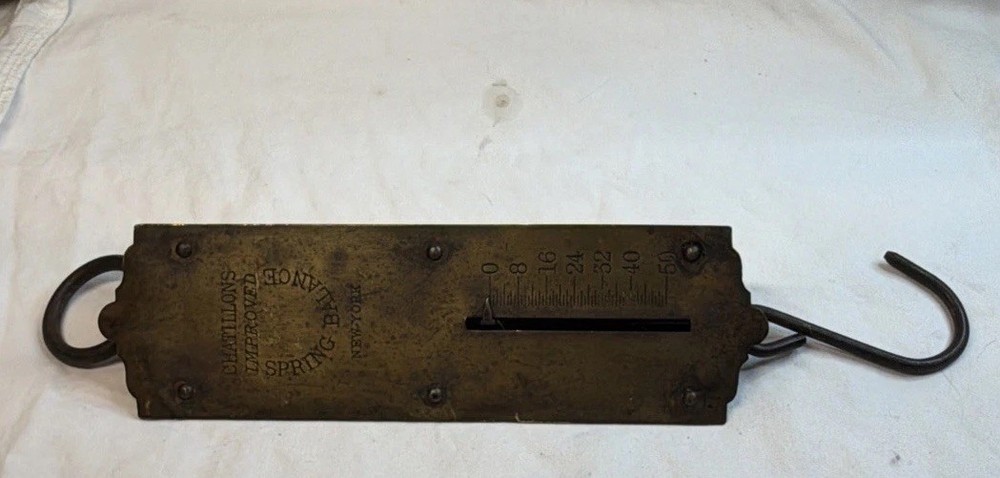 CHATILLONS
IMPROVED
SPRING BALANCE
NEW-YORK
0 8 16 24 32 40 50